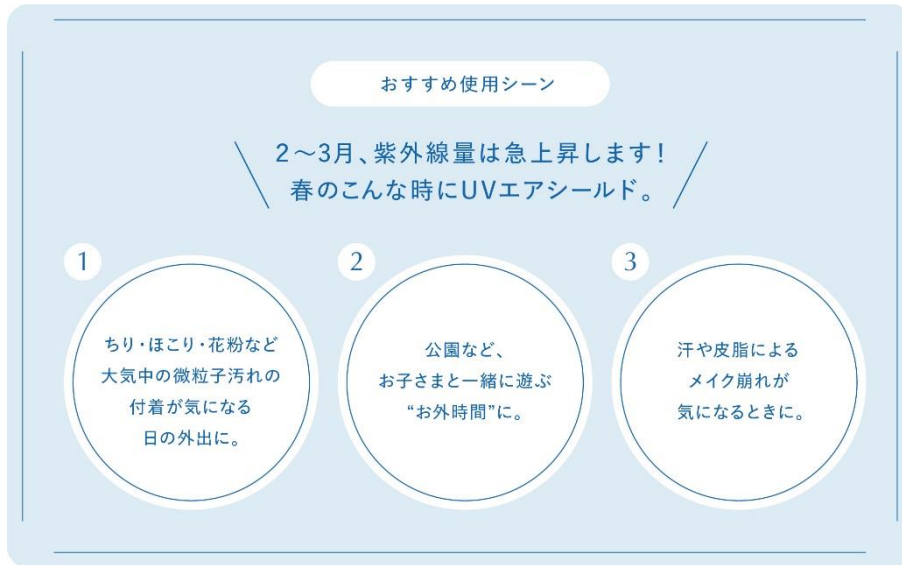 おすすめ使用シーン
2〜3月、紫外線量は急上昇します!
春のこんな時にUVエアシールド。
1
ちり・ほこり・花粉など
大気中の微粒子汚れの
付着が気になる
日の外出に。
2
公園など、
お子さまと一緒に遊ぶ
“お外時間”に。
3
汗や皮脂による
メイク崩れが
気になるときに。